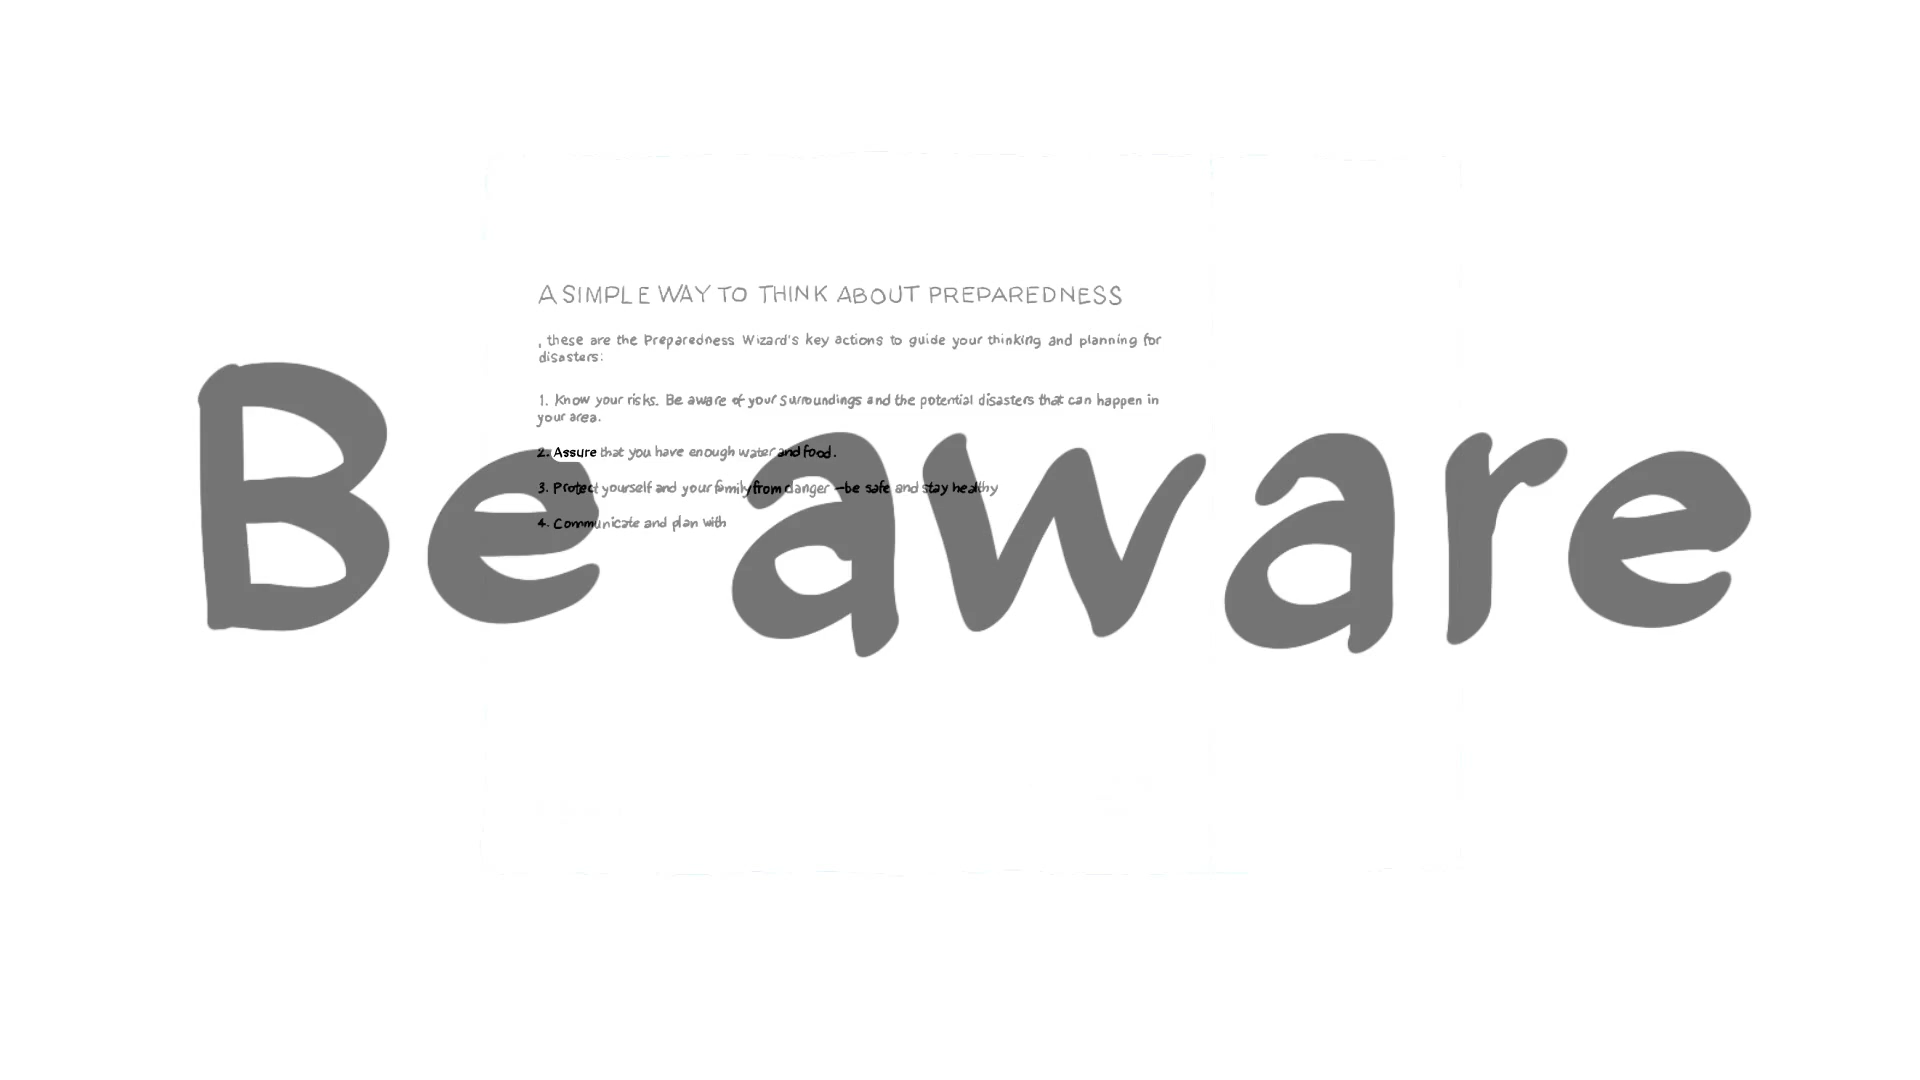 A SIMPLE WAY TO THINK ABOUT PREPAREDNESS
, these are the Preparedness Wizard's key actions to guide your thinking and planning for
disasters:
1. Know your risks. Be aware of your surroundings and the potential disasters that can happen in
your area.
2. Assure that you have enough water and food.
3. Protect yourself and your family from danger —be safe and stay healthy
4. Communicate and plan with
Be aware